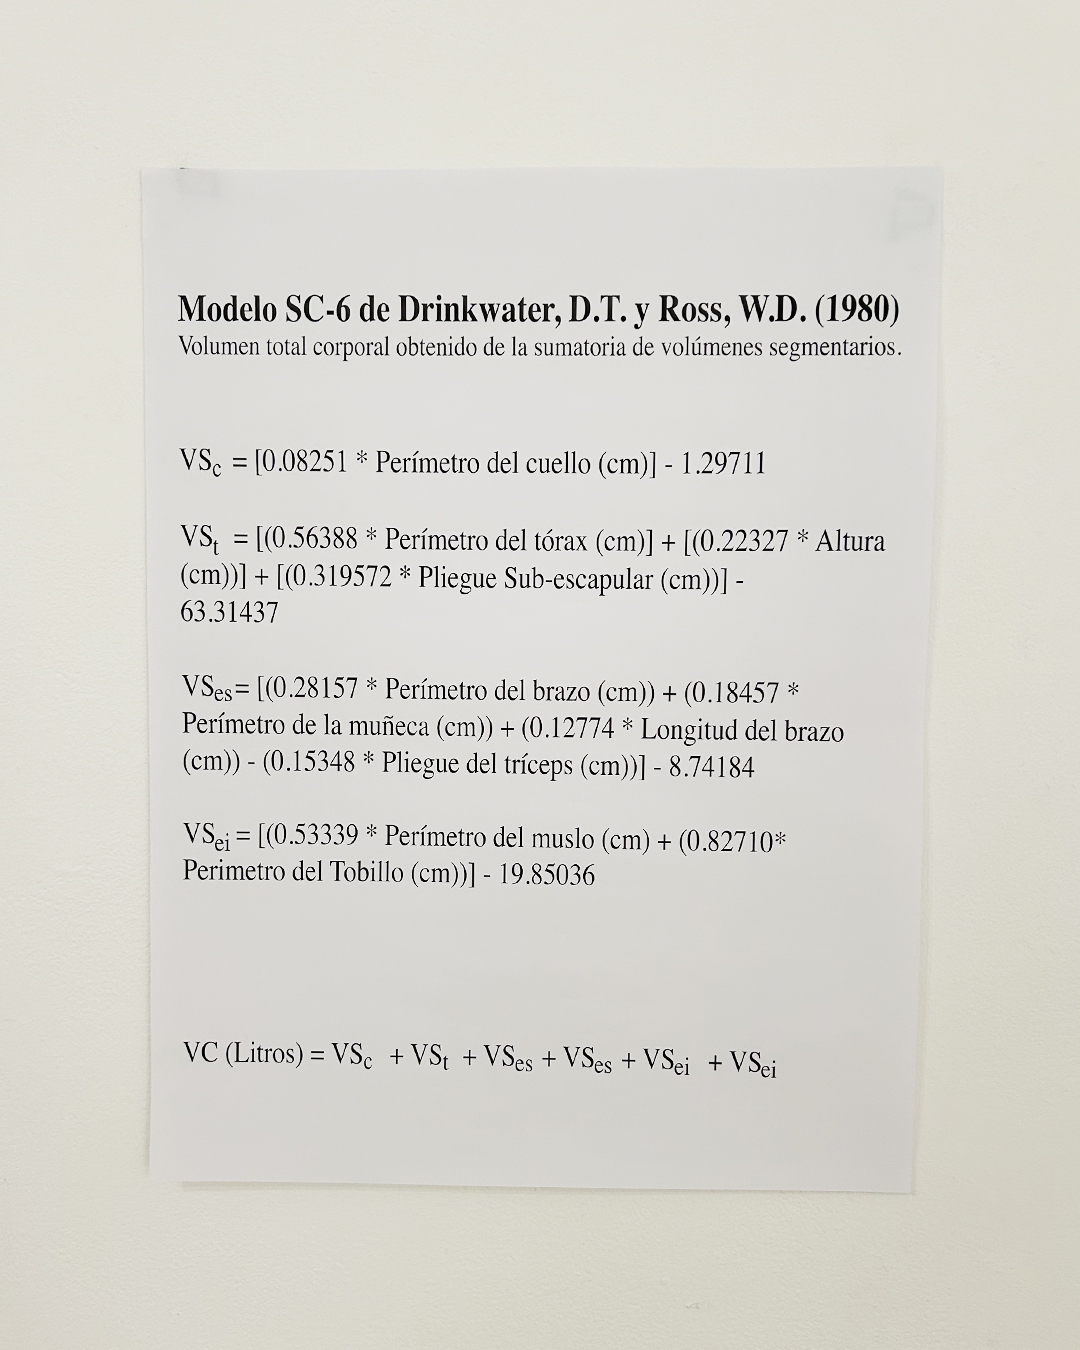 Modelo SC-6 de Drinkwater, D.T. y Ross, W.D. (1980)
Volumen total corporal obtenido de la sumatoria de volúmenes segmentarios.
VSc = [0.08251 * Perímetro del cuello (cm)] - 1.29711
VSt = [(0.56388 * Perímetro del tórax (cm)] + [(0.22327 * Altura
(cm))] + [(0.319572 * Pliegue Sub-escapular (cm))] -
63.31437
VSes= [(0.28157 * Perímetro del brazo (cm)) + (0.18457 *
Perímetro de la muñeca (cm)) + (0.12774 * Longitud del brazo
(cm)) - (0.15348 * Pliegue del tríceps (cm))] - 8.74184
VSei = [(0.53339 * Perímetro del muslo (cm) + (0.82710*
Perimetro del Tobillo (cm))] - 19.85036
VC (Litros) = VSc + VSt + VSes + VSes + VSei + VSei